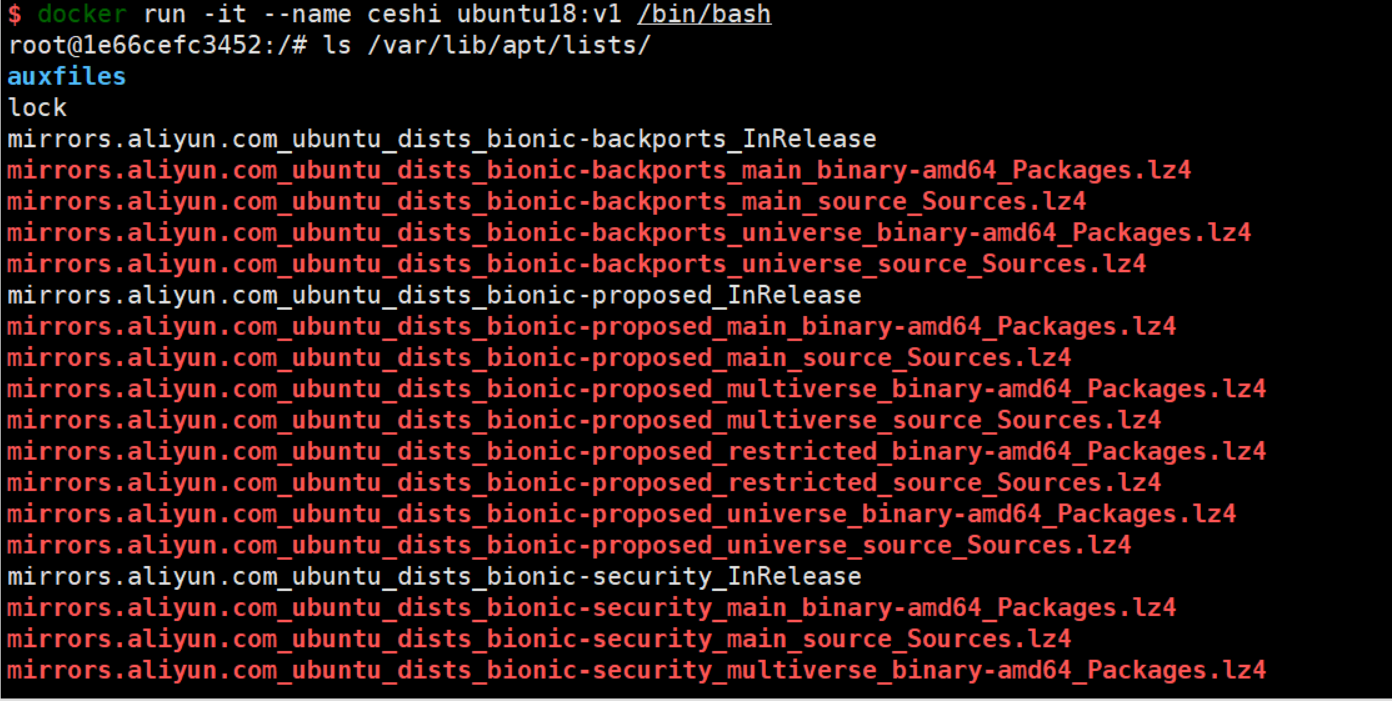 $ docker run -it --name ceshi ubuntu18:v1 /bin/bash
root@1e66cefc3452:/# ls /var/lib/apt/lists/
auxfiles
lock
mirrors.aliyun.com_ubuntu_dists_bionic-backports_InRelease
mirrors.aliyun.com_ubuntu_dists_bionic-backports_main_binary-amd64_Packages.lz4
mirrors.aliyun.com_ubuntu_dists_bionic-backports_main_source_Sources.lz4
mirrors.aliyun.com_ubuntu_dists_bionic-backports_universe_binary-amd64_Packages.lz4
mirrors.aliyun.com_ubuntu_dists_bionic-backports_universe_source_Sources.lz4
mirrors.aliyun.com_ubuntu_dists_bionic-proposed_InRelease
mirrors.aliyun.com_ubuntu_dists_bionic-proposed_main_binary-amd64_Packages.lz4
mirrors.aliyun.com_ubuntu_dists_bionic-proposed_main_source_Sources.lz4
mirrors.aliyun.com_ubuntu_dists_bionic-proposed_multiverse_binary-amd64_Packages.lz4
mirrors.aliyun.com_ubuntu_dists_bionic-proposed_multiverse_source_Sources.lz4
mirrors.aliyun.com_ubuntu_dists_bionic-proposed_restricted_binary-amd64_Packages.lz4
mirrors.aliyun.com_ubuntu_dists_bionic-proposed_restricted_source_Sources.lz4
mirrors.aliyun.com_ubuntu_dists_bionic-proposed_universe_binary-amd64_Packages.lz4
mirrors.aliyun.com_ubuntu_dists_bionic-proposed_universe_source_Sources.lz4
mirrors.aliyun.com_ubuntu_dists_bionic-security_InRelease
mirrors.aliyun.com_ubuntu_dists_bionic-security_main_binary-amd64_Packages.lz4
mirrors.aliyun.com_ubuntu_dists_bionic-security_main_source_Sources.lz4
mirrors.aliyun.com_ubuntu_dists_bionic-security_multiverse_binary-amd64_Packages.lz4